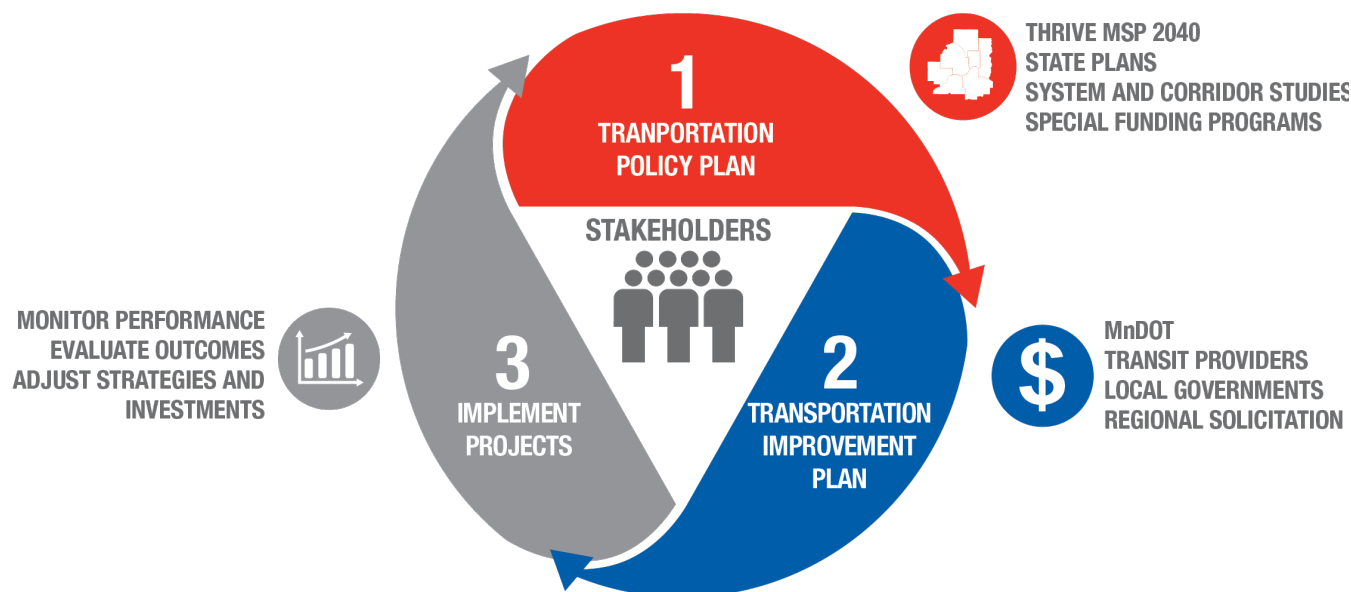 1
TRANPORTATION
POLICY PLAN
THRIVE MSP 2040
STATE PLANS
SYSTEM AND CORRIDOR STUDIES
SPECIAL FUNDING PROGRAMS
STAKEHOLDERS
2
TRANSPORTATION
IMPROVEMENT
PLAN
$
MnDOT
TRANSIT PROVIDERS
LOCAL GOVERNMENTS
REGIONAL SOLICITATION
3
IMPLEMENT
PROJECTS
MONITOR PERFORMANCE
EVALUATE OUTCOMES
ADJUST STRATEGIES AND
INVESTMENTS